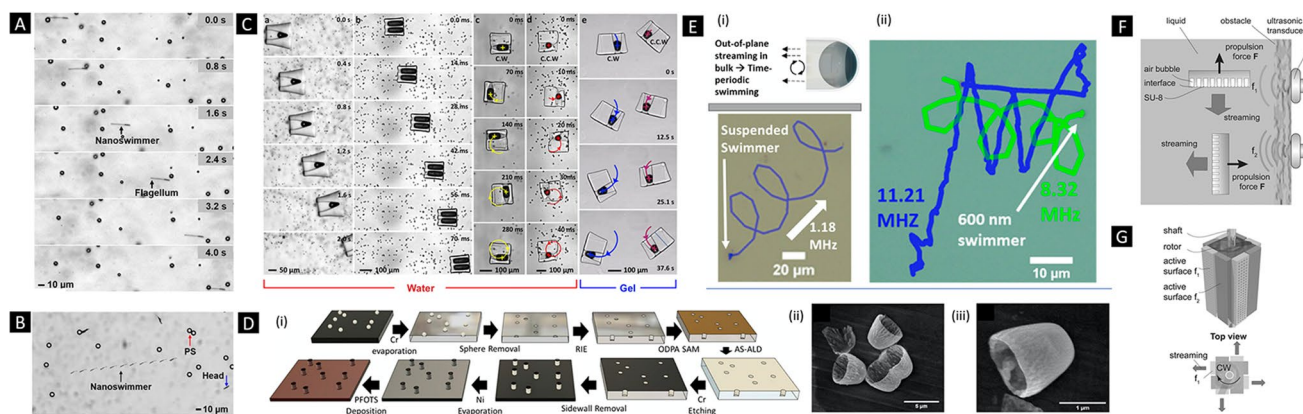 A
0.0 s
0.8 s
1.6 s
Nanoswimmer
2.4 s
Flagellum
3.2 s
4.0 s
10 µm
B
PS
Nanoswimmer
Head
10 µm
C
a
0.0 s
0.4 s
0.8 s
1.2 s
1.6 s
2.0 s
50 µm
b
0.0 ms
14 ms
28 ms
42 ms
56 ms
70 ms
100 µm
c
0 ms
C.W
70 ms
140 ms
210 ms
280 ms
100 µm
d
0 ms
C.W
10 ms
20 ms
30 ms
40 ms
100 µm
e
C.W
C.C.W
0 s
12.5 s
25.1 s
37.6 s
100 µm
Water
Gel
D
(i)
Cr
evaporation
Sphere Removal
RIE
ODPA SAM
AS-ALD
PFOTS
Deposition
Ni
Evaporation
Sidewall Removal
Cr
Etching
(ii)
5 µm
(iii)
1 µm
E
(i)
Out-of-plane
streaming in
bulk → Time-
periodic
swimming
Suspended
Swimmer
1.18
MHz
20 µm
(ii)
11.21
MHZ
8.32
MHz
600 nm
swimmer
10 µm
F
liquid
obstacle
ultrasonic
transducer
propulsion
force F
air bubble
interface
SU-8
f1
streaming
streaming
f2
propulsion
force F
G
shaft
rotor
active
surface f1
active
surface f2
Top view
streaming
CW
f1